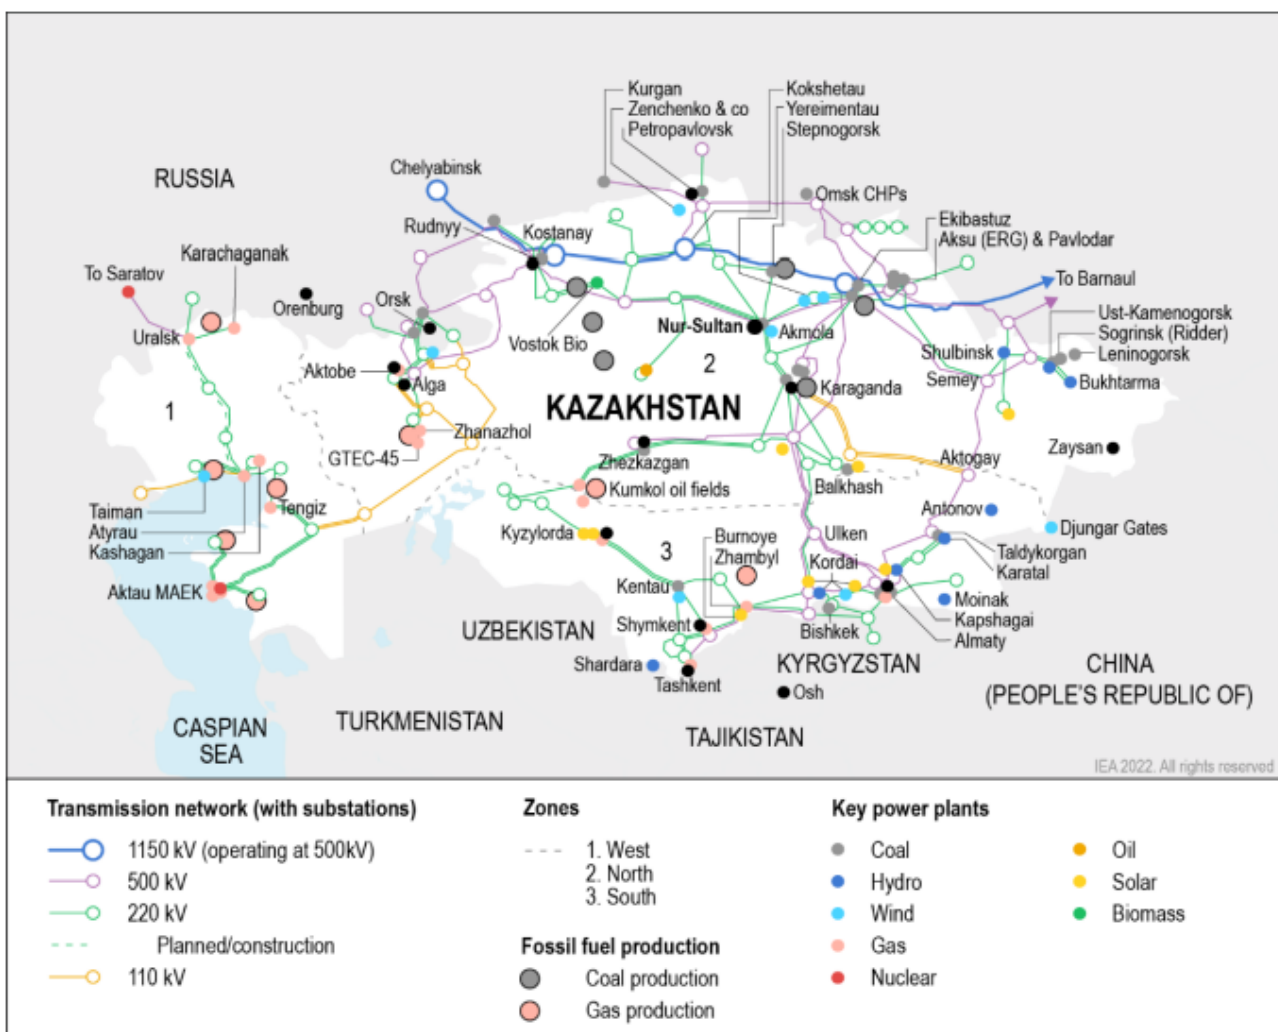 Kurgan
Zenchenko & co
Petropavlovsk
Kokshetau
Yereimentau
Stepnogorsk
RUSSIA
Chelyabinsk
Omsk CHPs
Rudnyy
Kostanay
Ekibastuz
Aksu (ERG) & Pavlodar
Karachaganak
To Saratov
To Barnaul
Orenburg
Orsk
Uralsk
Nur-Sultan
Akmola
Vostok Bio
Ust-Kamenogorsk
Sogrinsk (Ridder)
Leninogorsk
Shulbinsk
Bukhtarma
Semey
Aktobe
Alga
2
Karaganda
1
KAZAKHSTAN
Zhanazhol
GTEC-45
Zhezkazgan
Zaysan
Aktogay
Balkhash
Kumkol oil fields
Taiman
Tengiz
Atyrau
Kashagan
Antonov
Djungar Gates
Kyzylorda
3
Burnoye
Zhambyl
Ulken
Kordai
Taldykorgan
Karatal
Aktau MAEK
Kentau
Moinak
Kapshagai
Almaty
UZBEKISTAN
Shymkent
Bishkek
Shardara
Tashkent
KYRGYZSTAN
Osh
CHINA
(PEOPLE'S REPUBLIC OF)
CASPIAN
SEA
TURKMENISTAN
TAJIKISTAN
IEA 2022. All rights reserved
Transmission network (with substations)
1150 kV (operating at 500kV)
500 kV
220 kV
Planned/construction
110 kV
Zones
1. West
2. North
3. South
Fossil fuel production
Coal production
Gas production
Key power plants
Coal
Hydro
Wind
Gas
Nuclear
Oil
Solar
Biomass